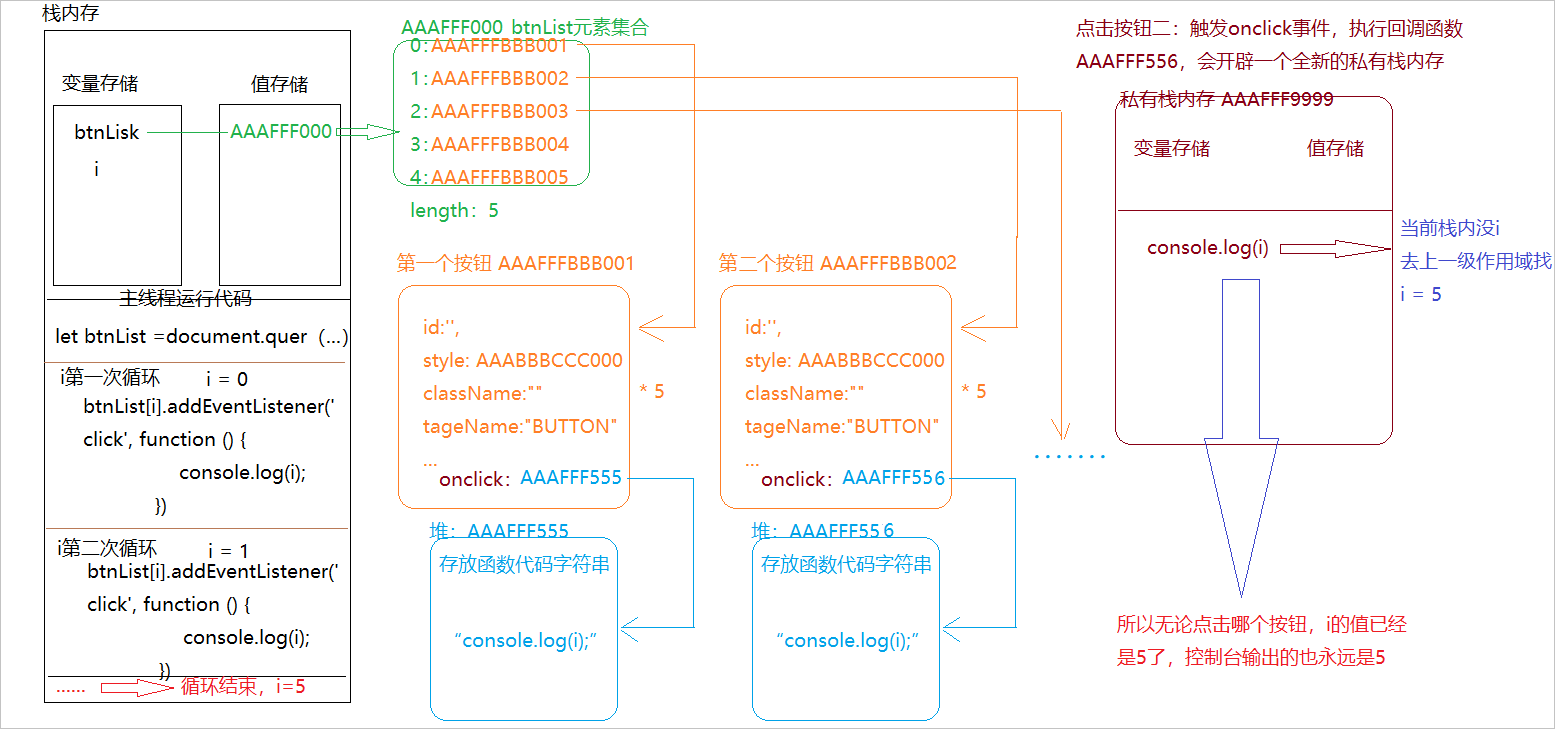 栈内存
变量存储
值存储
btnLisk
AAAFFF000
i
主线程运行代码
let btnList =document.quer（...）
i第一次循环 i = 0
btnList[i].addEventListener('
click', function () {
console.log(i);
})
i第二次循环 i = 1
btnList[i].addEventListener('
click', function () {
console.log(i);
})
...... 循环结束，i=5
AAAFFF000 btnList元素集合
0:AAAFFFBBB001
1:AAAFFFBBB002
2:AAAFFFBBB003
3:AAAFFFBBB004
4:AAAFFFBBB005
length：5
第一个按钮 AAAFFFBBB001
id:'',
style: AAABBBCCC000
className:""
tageName:"BUTTON"
...
onclick：AAAFFF555
* 5
堆：AAAFFF555
存放函数代码字符串
“console.log(i);”
第二个按钮 AAAFFFBBB002
id:'',
style: AAABBBCCC000
className:""
tageName:"BUTTON"
...
onclick：AAAFFF556
* 5
堆：AAAFFF556
存放函数代码字符串
“console.log(i);”
.......
点击按钮二：触发onclick事件，执行回调函数
AAAFFF556，会开辟一个全新的私有栈内存
私有栈内存 AAAFFF9999
变量存储
值存储
console.log(i)
当前栈内没i
去上一级作用域找
i = 5
所以无论点击哪个按钮，i的值已经
是5了，控制台输出的也永远是5